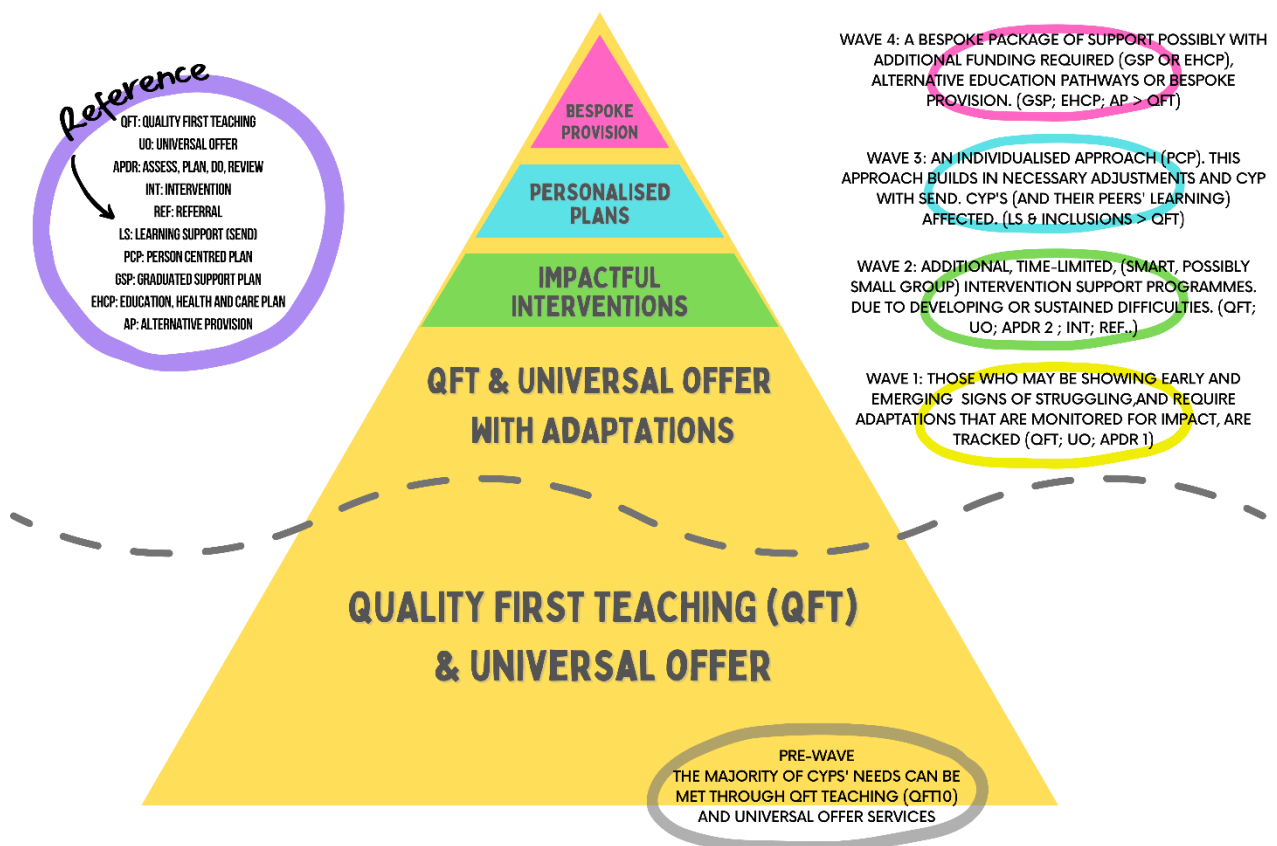 Reference
QFT: QUALITY FIRST TEACHING
UO: UNIVERSAL OFFER
APDR: ASSESS, PLAN, DO, REVIEW
INT: INTERVENTION
REF: REFERRAL
LS: LEARNING SUPPORT (SEND)
PCP: PERSON CENTRED PLAN
GSP: GRADUATED SUPPORT PLAN
EHCP: EDUCATION, HEALTH AND CARE PLAN
AP: ALTERNATIVE PROVISION
BESPOKE
PROVISION
PERSONALISED
PLANS
IMPACTFUL
INTERVENTIONS
QFT & UNIVERSAL OFFER
WITH ADAPTATIONS
QUALITY FIRST TEACHING (QFT)
& UNIVERSAL OFFER
WAVE 4: A BESPOKE PACKAGE OF SUPPORT POSSIBLY WITH
ADDITIONAL FUNDING REQUIRED (GSP OR EHCP),
ALTERNATIVE EDUCATION PATHWAYS OR BESPOKE
PROVISION. (GSP; EHCP; AP > QFT)
WAVE 3: AN INDIVIDUALISED APPROACH (PCP). THIS
APPROACH BUILDS IN NECESSARY ADJUSTMENTS AND CYP
WITH SEND. CYP'S (AND THEIR PEERS' LEARNING)
AFFECTED. (LS & INCLUSIONS > QFT)
WAVE 2: ADDITIONAL, TIME-LIMITED, (SMART, POSSIBLY
SMALL GROUP) INTERVENTION SUPPORT PROGRAMMES.
DUE TO DEVELOPING OR SUSTAINED DIFFICULTIES. (QFT;
UO; APDR 2 ; INT; REF..)
WAVE 1: THOSE WHO MAY BE SHOWING EARLY AND
EMERGING  SIGNS OF STRUGGLING,AND REQUIRE
ADAPTATIONS THAT ARE MONITORED FOR IMPACT, ARE
TRACKED (QFT; UO; APDR 1)
PRE-WAVE
THE MAJORITY OF CYPS' NEEDS CAN BE
MET THROUGH QFT TEACHING (QFT10)
AND UNIVERSAL OFFER SERVICES